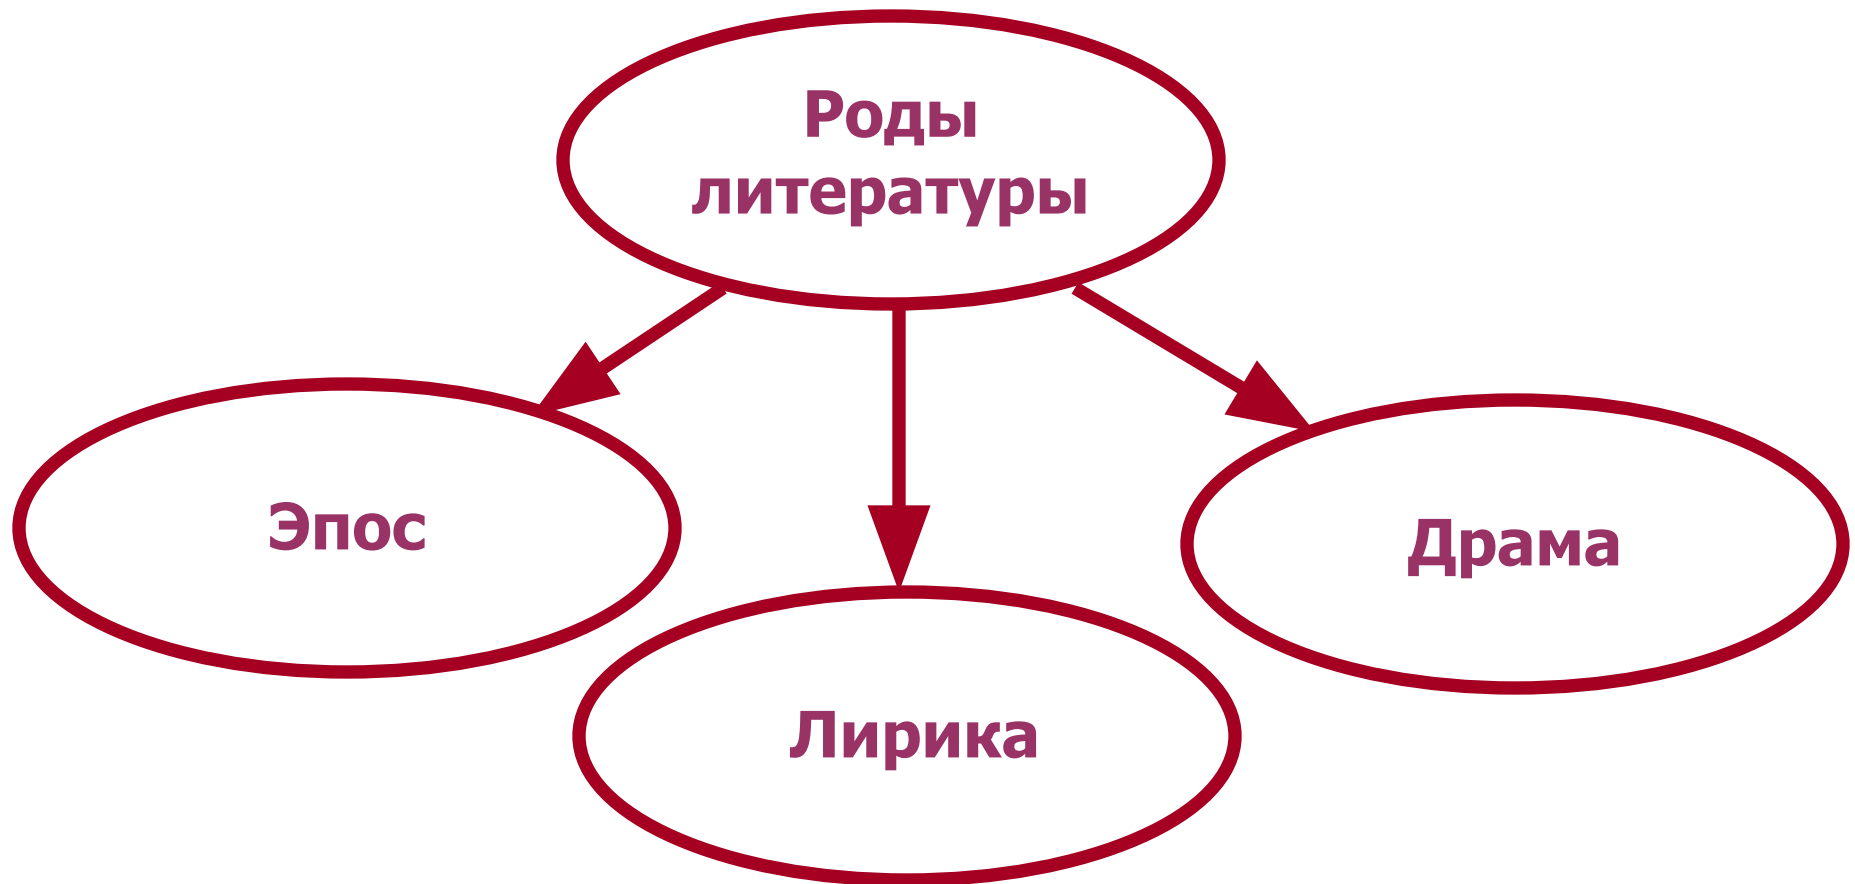 Роды
литературы
Эпос
Драма
Лирика